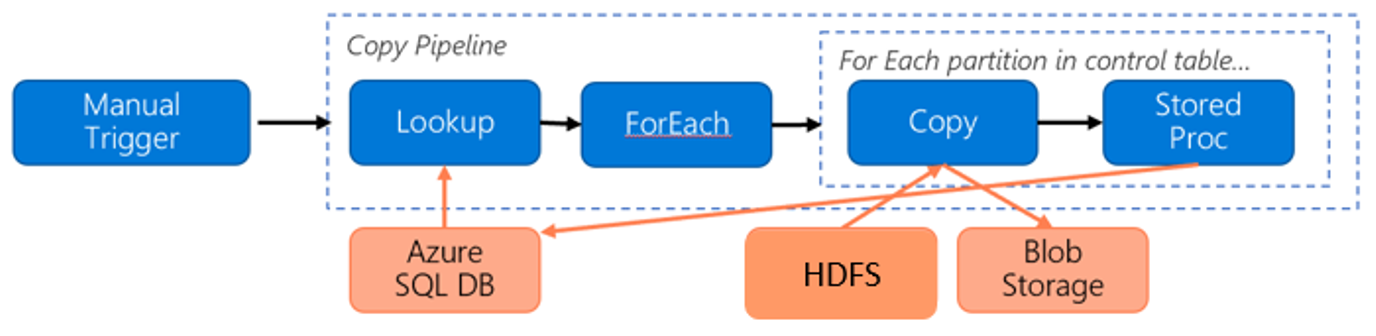 Copy Pipeline
For Each partition in control table...
Manual
Trigger
Lookup
ForEach
Copy
Stored
Proc
Azure
SQL DB
HDFS
Blob
Storage